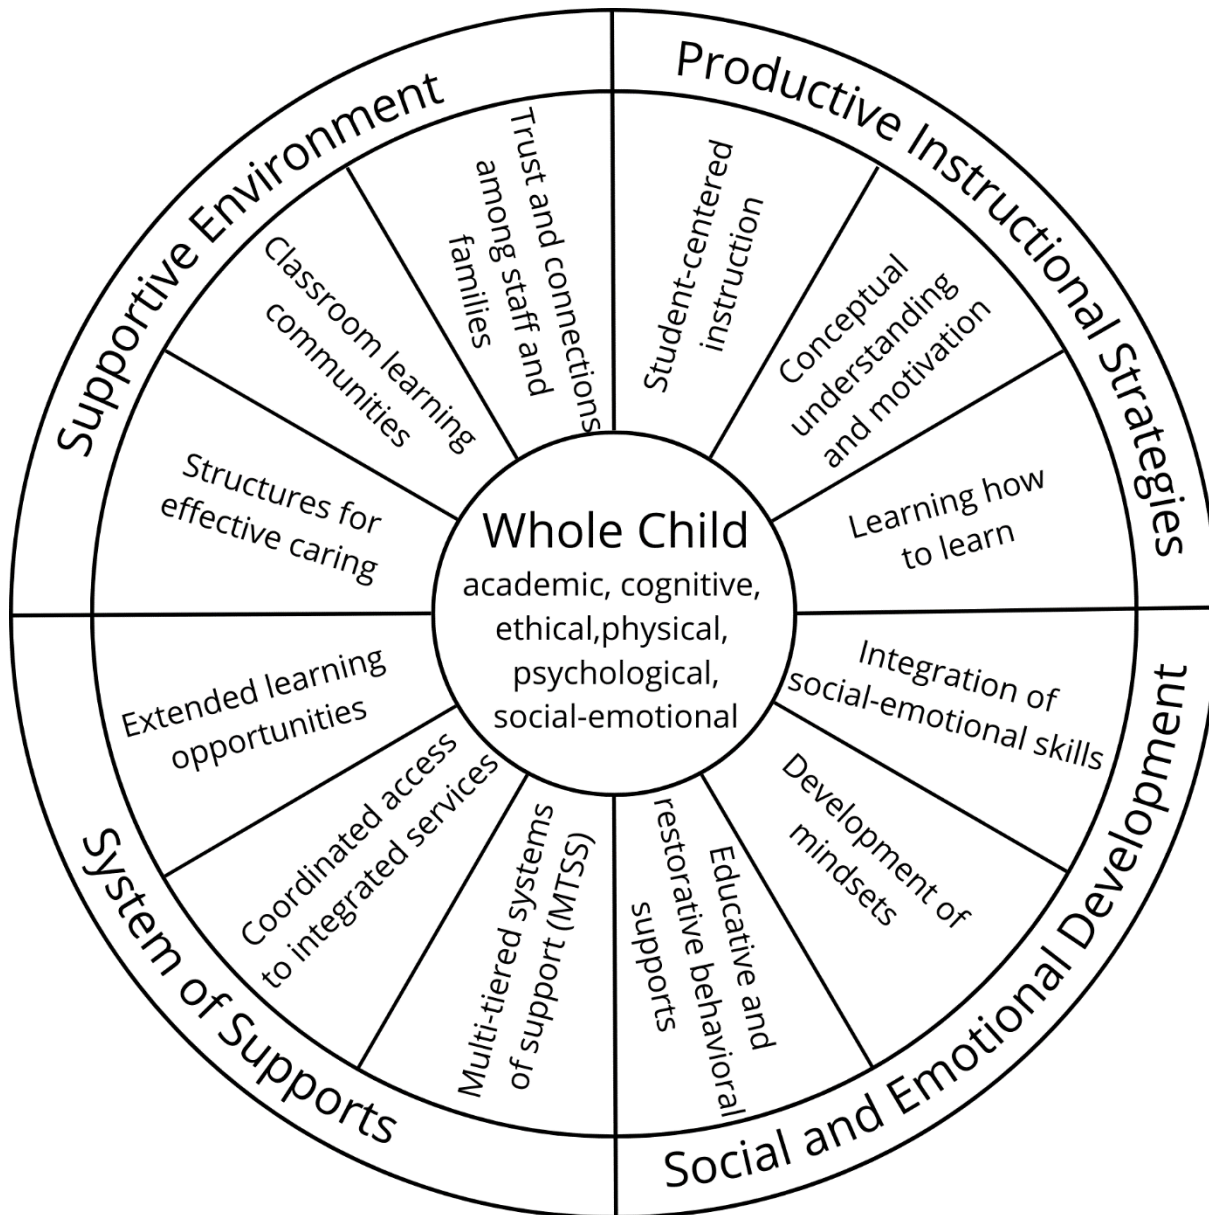 Supportive Environment
Trust and connections
among staff and
families
Classroom learning
communities
Structures for
effective caring
Productive Instructional Strategies
Student-centered
instruction
Conceptual
understanding
and motivation
Learning how
to learn
Whole Child
academic, cognitive,
ethical,physical,
psychological,
social-emotional
Social and Emotional Development
Integration of
social-emotional skills
Development of
mindsets
Educative and
restorative behavioral
supports
System of Supports
Multi-tiered systems
of support (MTSS)
Coordinated access
to integrated services
Extended learning
opportunities